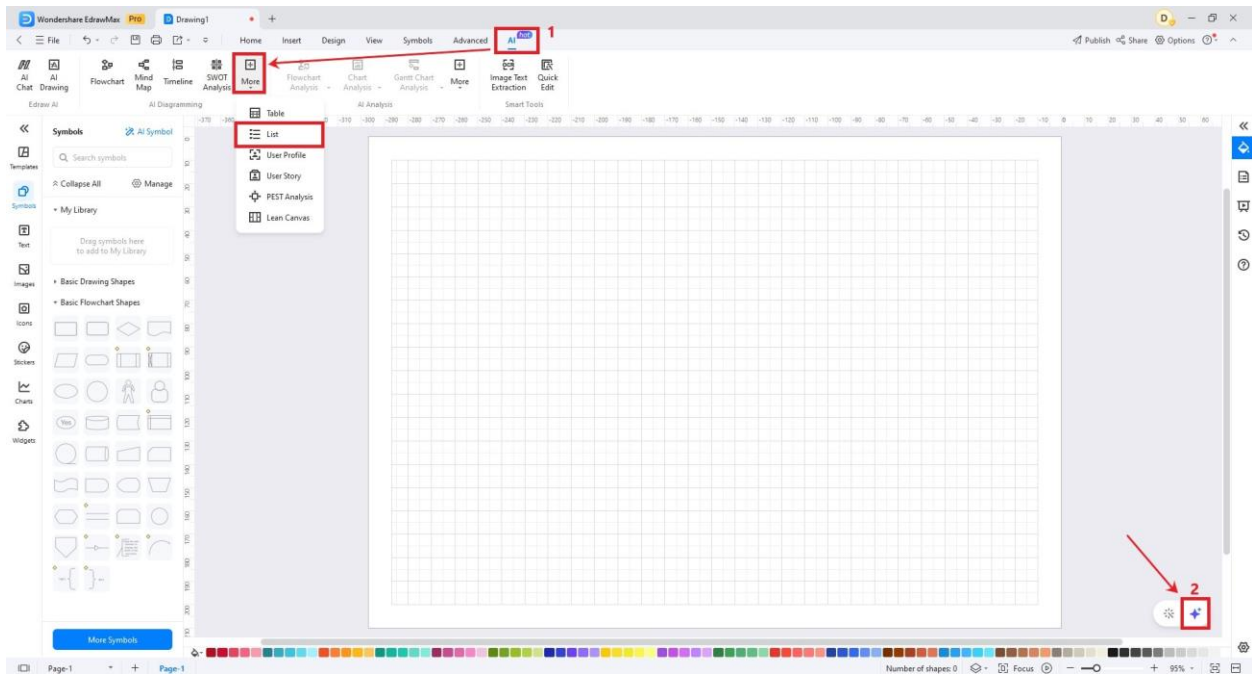 Wondershare EdrawMax Pro Drawing1
File Home Insert Design View Symbols Advanced AI hot 1 Publish Share Options
AI Chat AI Drawing Flowchart Mind Map Timeline SWOT Analysis More Flowchart Analysis Chart Analysis Gantt Chart Analysis More Image Text Extraction Quick Edit
Edraw AI AI Diagramming AI Analysis Smart Tools
Table
List
User Profile
User Story
PEST Analysis
Lean Canvas
Templates
Symbols
Text
Images
Icons
Stickers
Charts
Widgets
Symbols AI Symbol
Search symbols
Collapse All Manage
My Library
Drag symbols here
to add to My Library
Basic Drawing Shapes
Basic Flowchart Shapes
Yes
More Symbols
2
Page-1 Page-1 Number of shapes: 0 Focus 95%